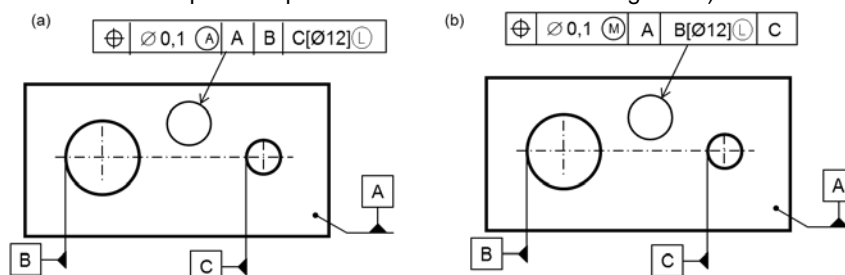 (a)
⌖ ⌀0,1 Ⓐ A B C[Ø12]Ⓛ
A
B
C
(b)
⌖ ⌀0,1 Ⓜ A B[Ø12]Ⓛ C
A
B
C